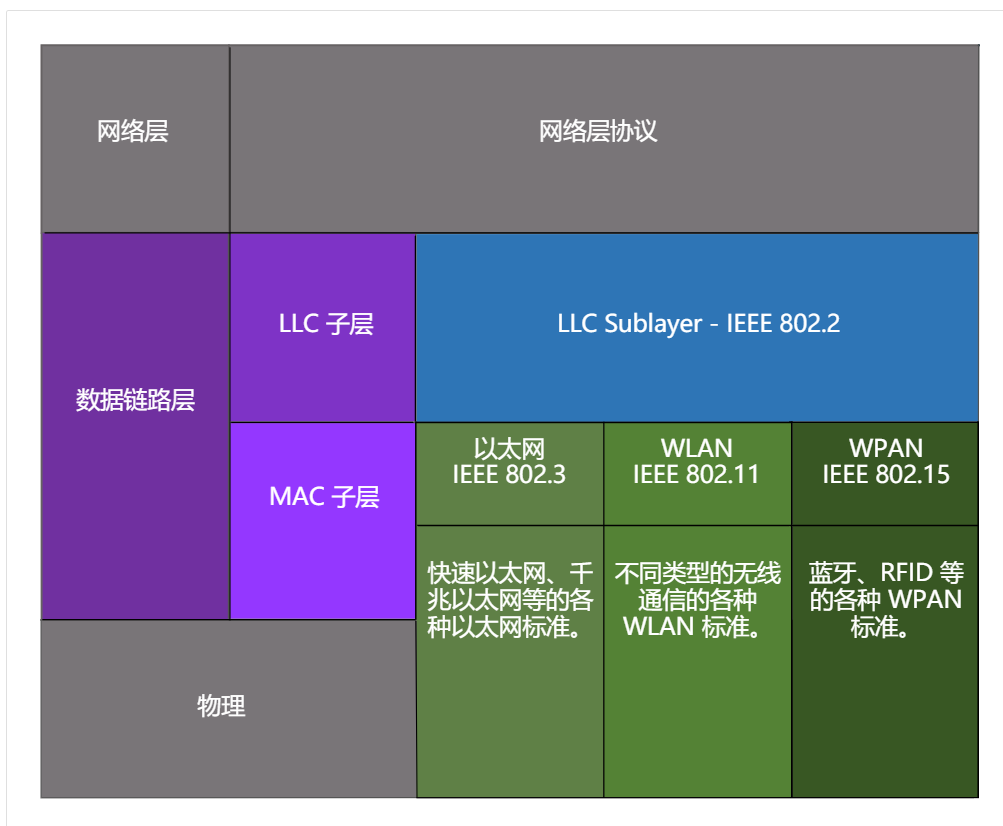 网络层
网络层协议
数据链路层
LLC 子层
LLC Sublayer - IEEE 802.2
MAC 子层
以太网
IEEE 802.3
WLAN
IEEE 802.11
WPAN
IEEE 802.15
快速以太网、千
兆以太网等的各
种以太网标准。
不同类型的无线
通信的各种
WLAN 标准。
蓝牙、RFID 等
的各种 WPAN
标准。
物理